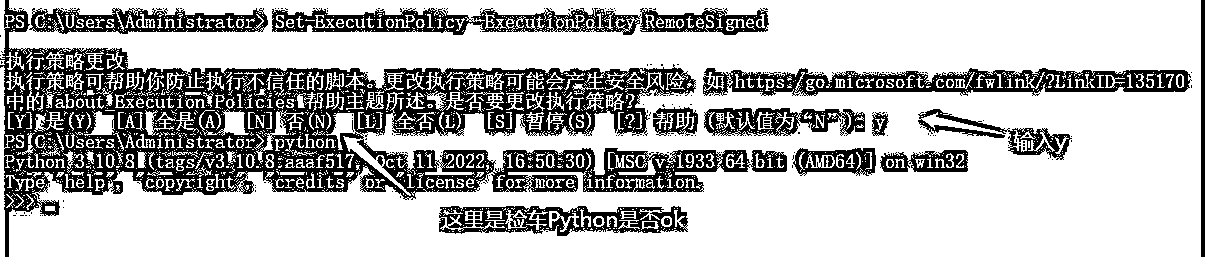 PS C:\Users\Administrator> Set-ExecutionPolicy -ExecutionPolicy RemoteSigned
执行策略更改
执行策略可帮助你防止执行不信任的脚本。更改执行策略可能会产生安全风险，如 https:/go.microsoft.com/fwlink/?LinkID=135170
中的 about_Execution_Policies 帮助主题所述。是否要更改执行策略?
[Y] 是(Y)  [A] 全是(A)  [N] 否(N)  [L] 全否(L)  [S] 暂停(S)  [?] 帮助 (默认值为“N”): y
输入y
PS C:\Users\Administrator> python
Python 3.10.8 (tags/v3.10.8:aaaf517, Oct 11 2022, 16:50:30) [MSC v.1933 64 bit (AMD64)] on win32
Type "help", "copyright", "credits" or "license" for more information.
>>>
这里是检车Python是否ok